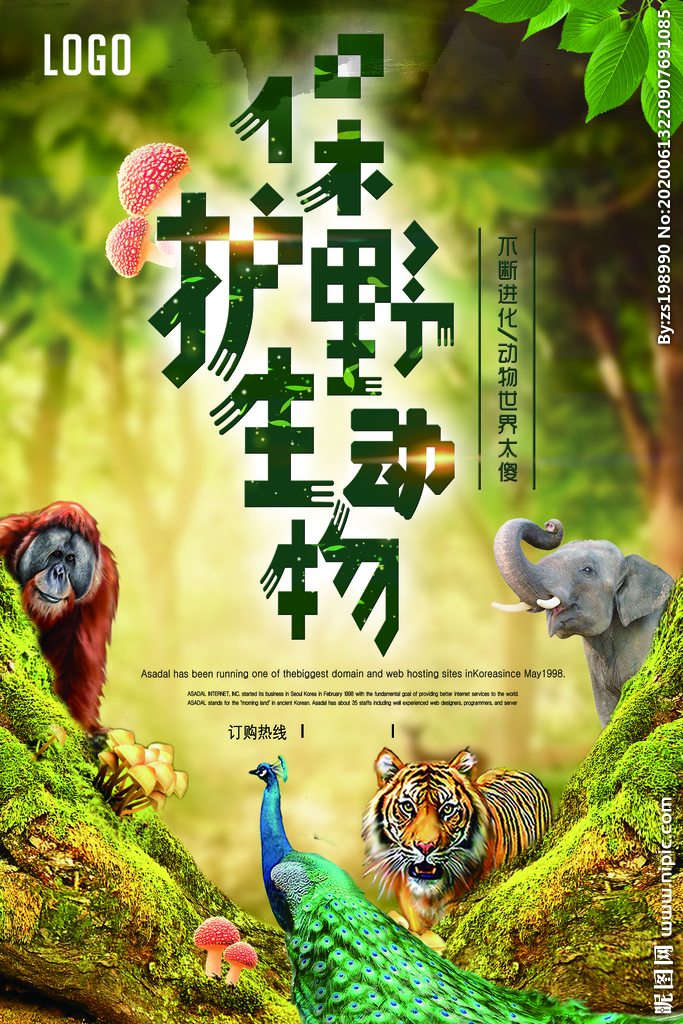 LOGO
保护野生动物
不断进化/动物世界太傻
Asadal has been running one of thebiggest domain and web hosting sites inKoreasince May1998.
ASADAL INTERNET, INC. started its business in Seoul Korea in February 1998 with the fundamental goal of providing better internet services to the world.
ASADAL stands for the "morning land" in ancient Korean. Asadal has about 35 staffs including well experienced web designers, programmers, and server
订购热线
By:zs198990 No:20200613220907691085
昵图网 www.nipic.com